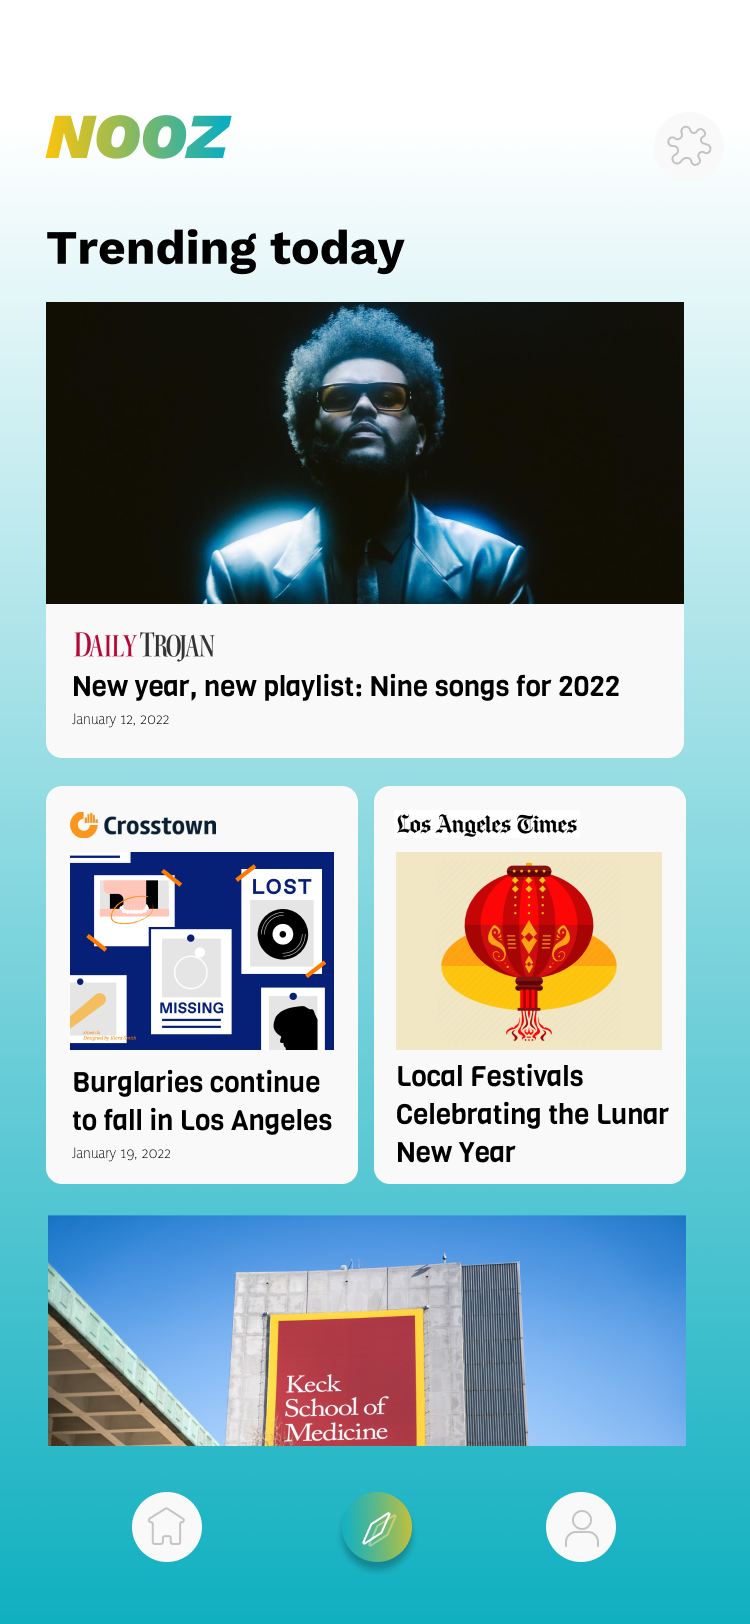 NOOZ
Trending today
DAILY TROJAN
New year, new playlist: Nine songs for 2022
January 12, 2022
Crosstown
LOST
MISSING
Burglaries continue
to fall in Los Angeles
January 19, 2022
Los Angeles Times
Local Festivals
Celebrating the Lunar
New Year
Keck
School of
Medicine